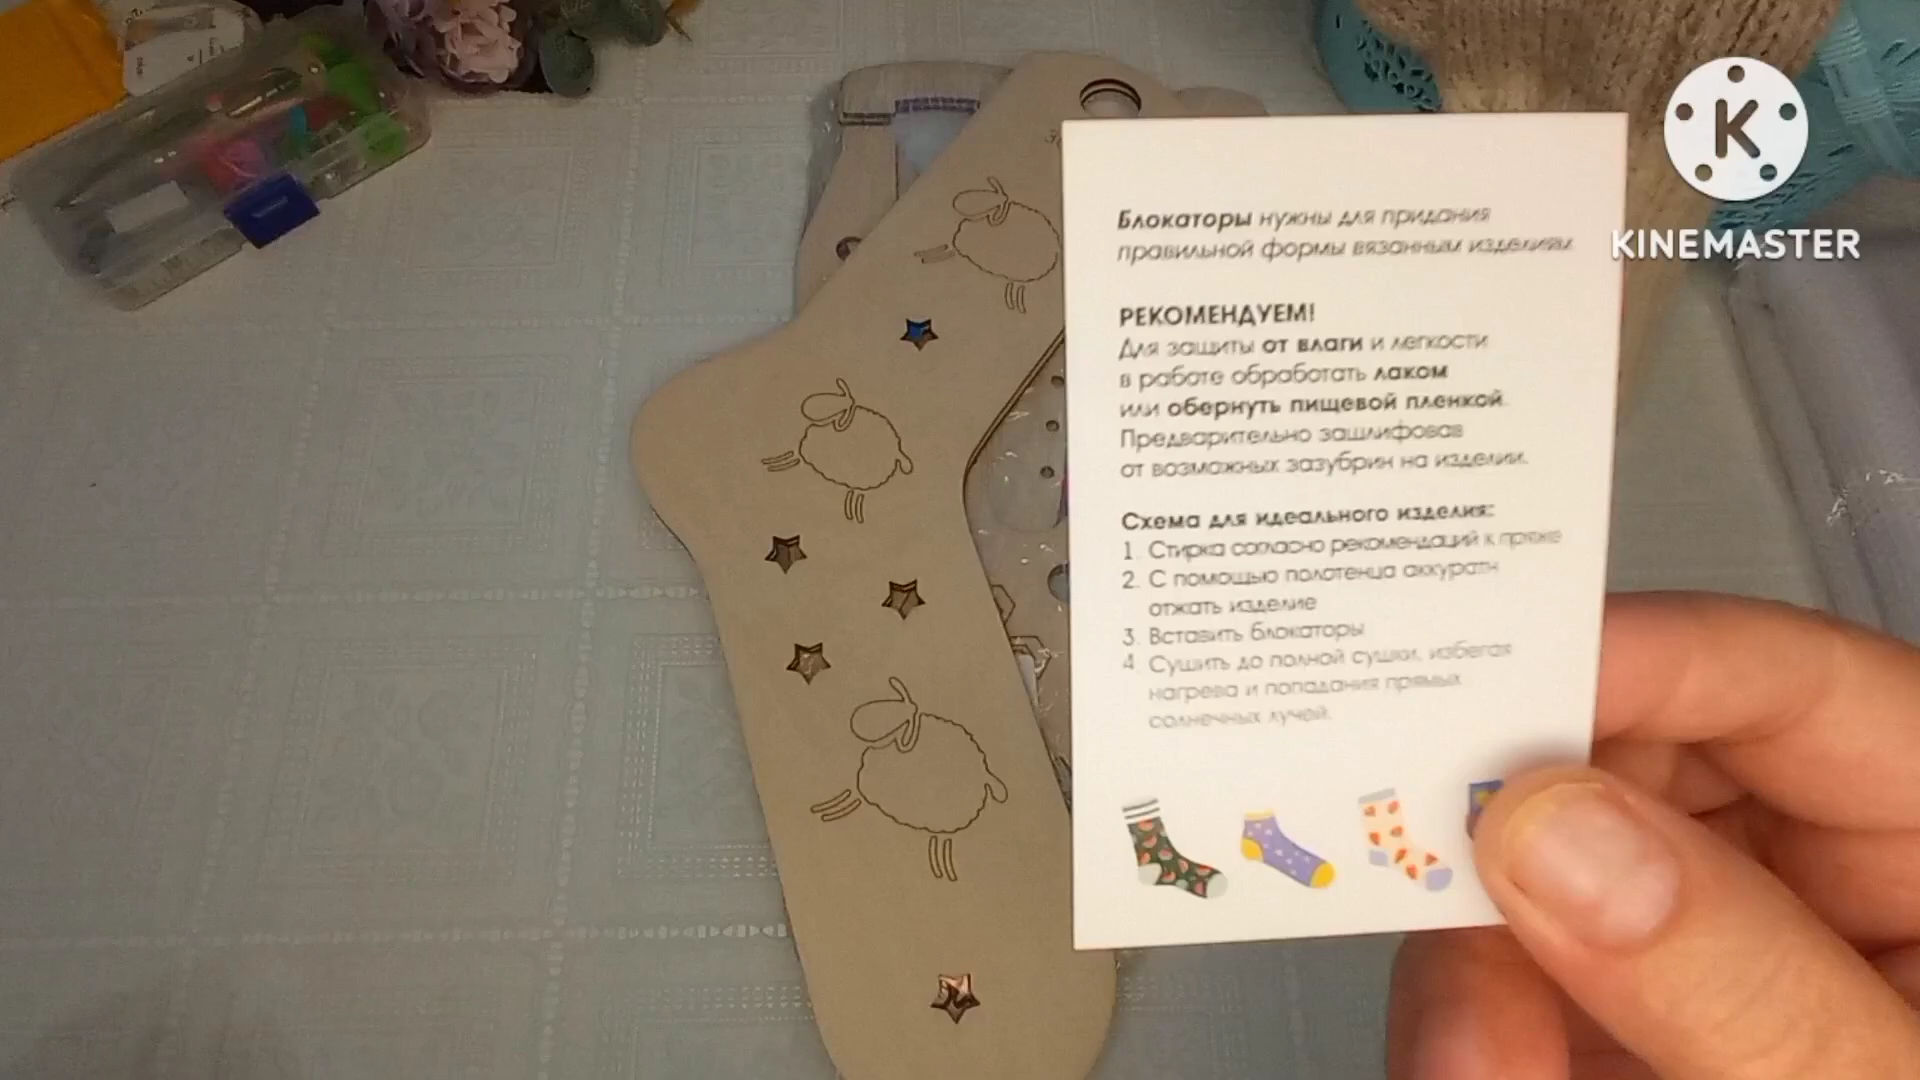 K
KINEMASTER
Блокаторы нужны для придания
правильной формы вязанным изделиям
РЕКОМЕНДУЕМ!
Для защиты от влаги и легкости
в работе обработать лаком
или обернуть пищевой пленкой.
Предварительно зашлифовав
от возможных зазубрин на изделии.
Схема для идеального изделия:
1. Стирка согласно рекомендаций к пряже
2. С помощью полотенца аккуратн
отжать изделие
3. Вставить блокаторы
4. Сушить до полной сушки, избегая
нагрева и попадания прямых
солнечных лучей.